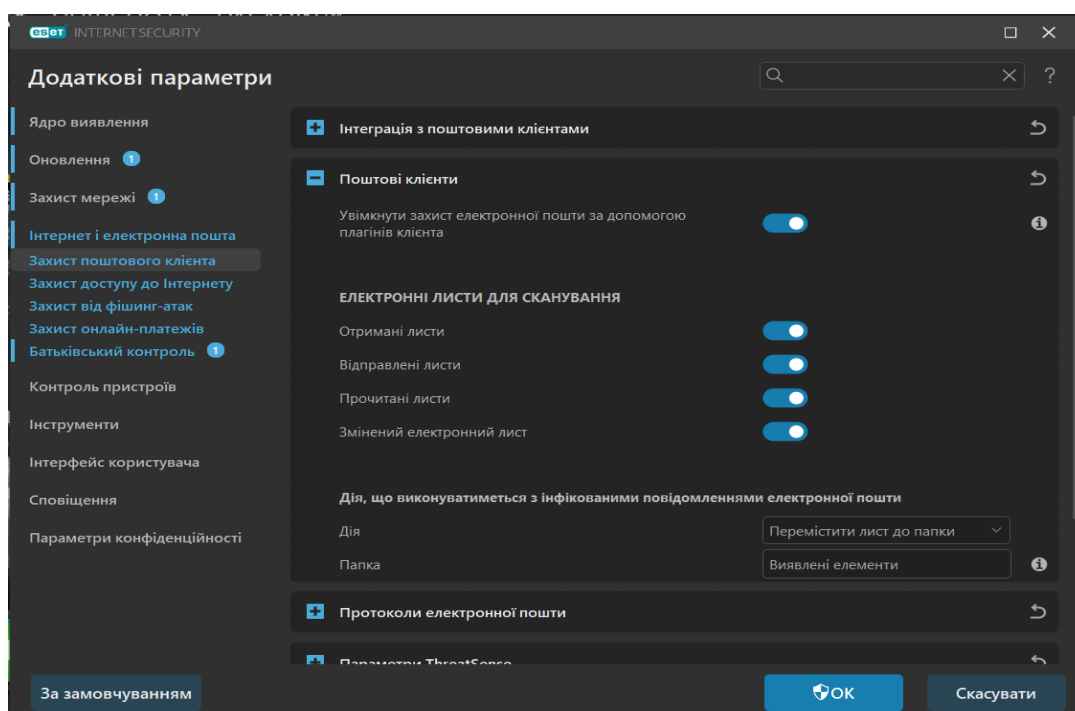 eset INTERNET SECURITY
Додаткові параметри
?
Ядро виявлення
Оновлення 1
Захист мережі 1
Інтернет і електронна пошта
Захист поштового клієнта
Захист доступу до Інтернету
Захист від фішинг-атак
Захист онлайн-платежів
Батьківський контроль 1
Контроль пристроїв
Інструменти
Інтерфейс користувача
Сповіщення
Параметри конфіденційності
Інтеграція з поштовими клієнтами
Поштові клієнти
Увімкнути захист електронної пошти за допомогою
плагінів клієнта
ЕЛЕКТРОННІ ЛИСТИ ДЛЯ СКАНУВАННЯ
Отримані листи
Відправлені листи
Прочитані листи
Змінений електронний лист
Дія, що виконуватиметься з інфікованими повідомленнями електронної пошти
Дія Перемістити лист до папки
Папка Виявлені елементи
Протоколи електронної пошти
Параметри ThreatSense
За замовчуванням
OK
Скасувати